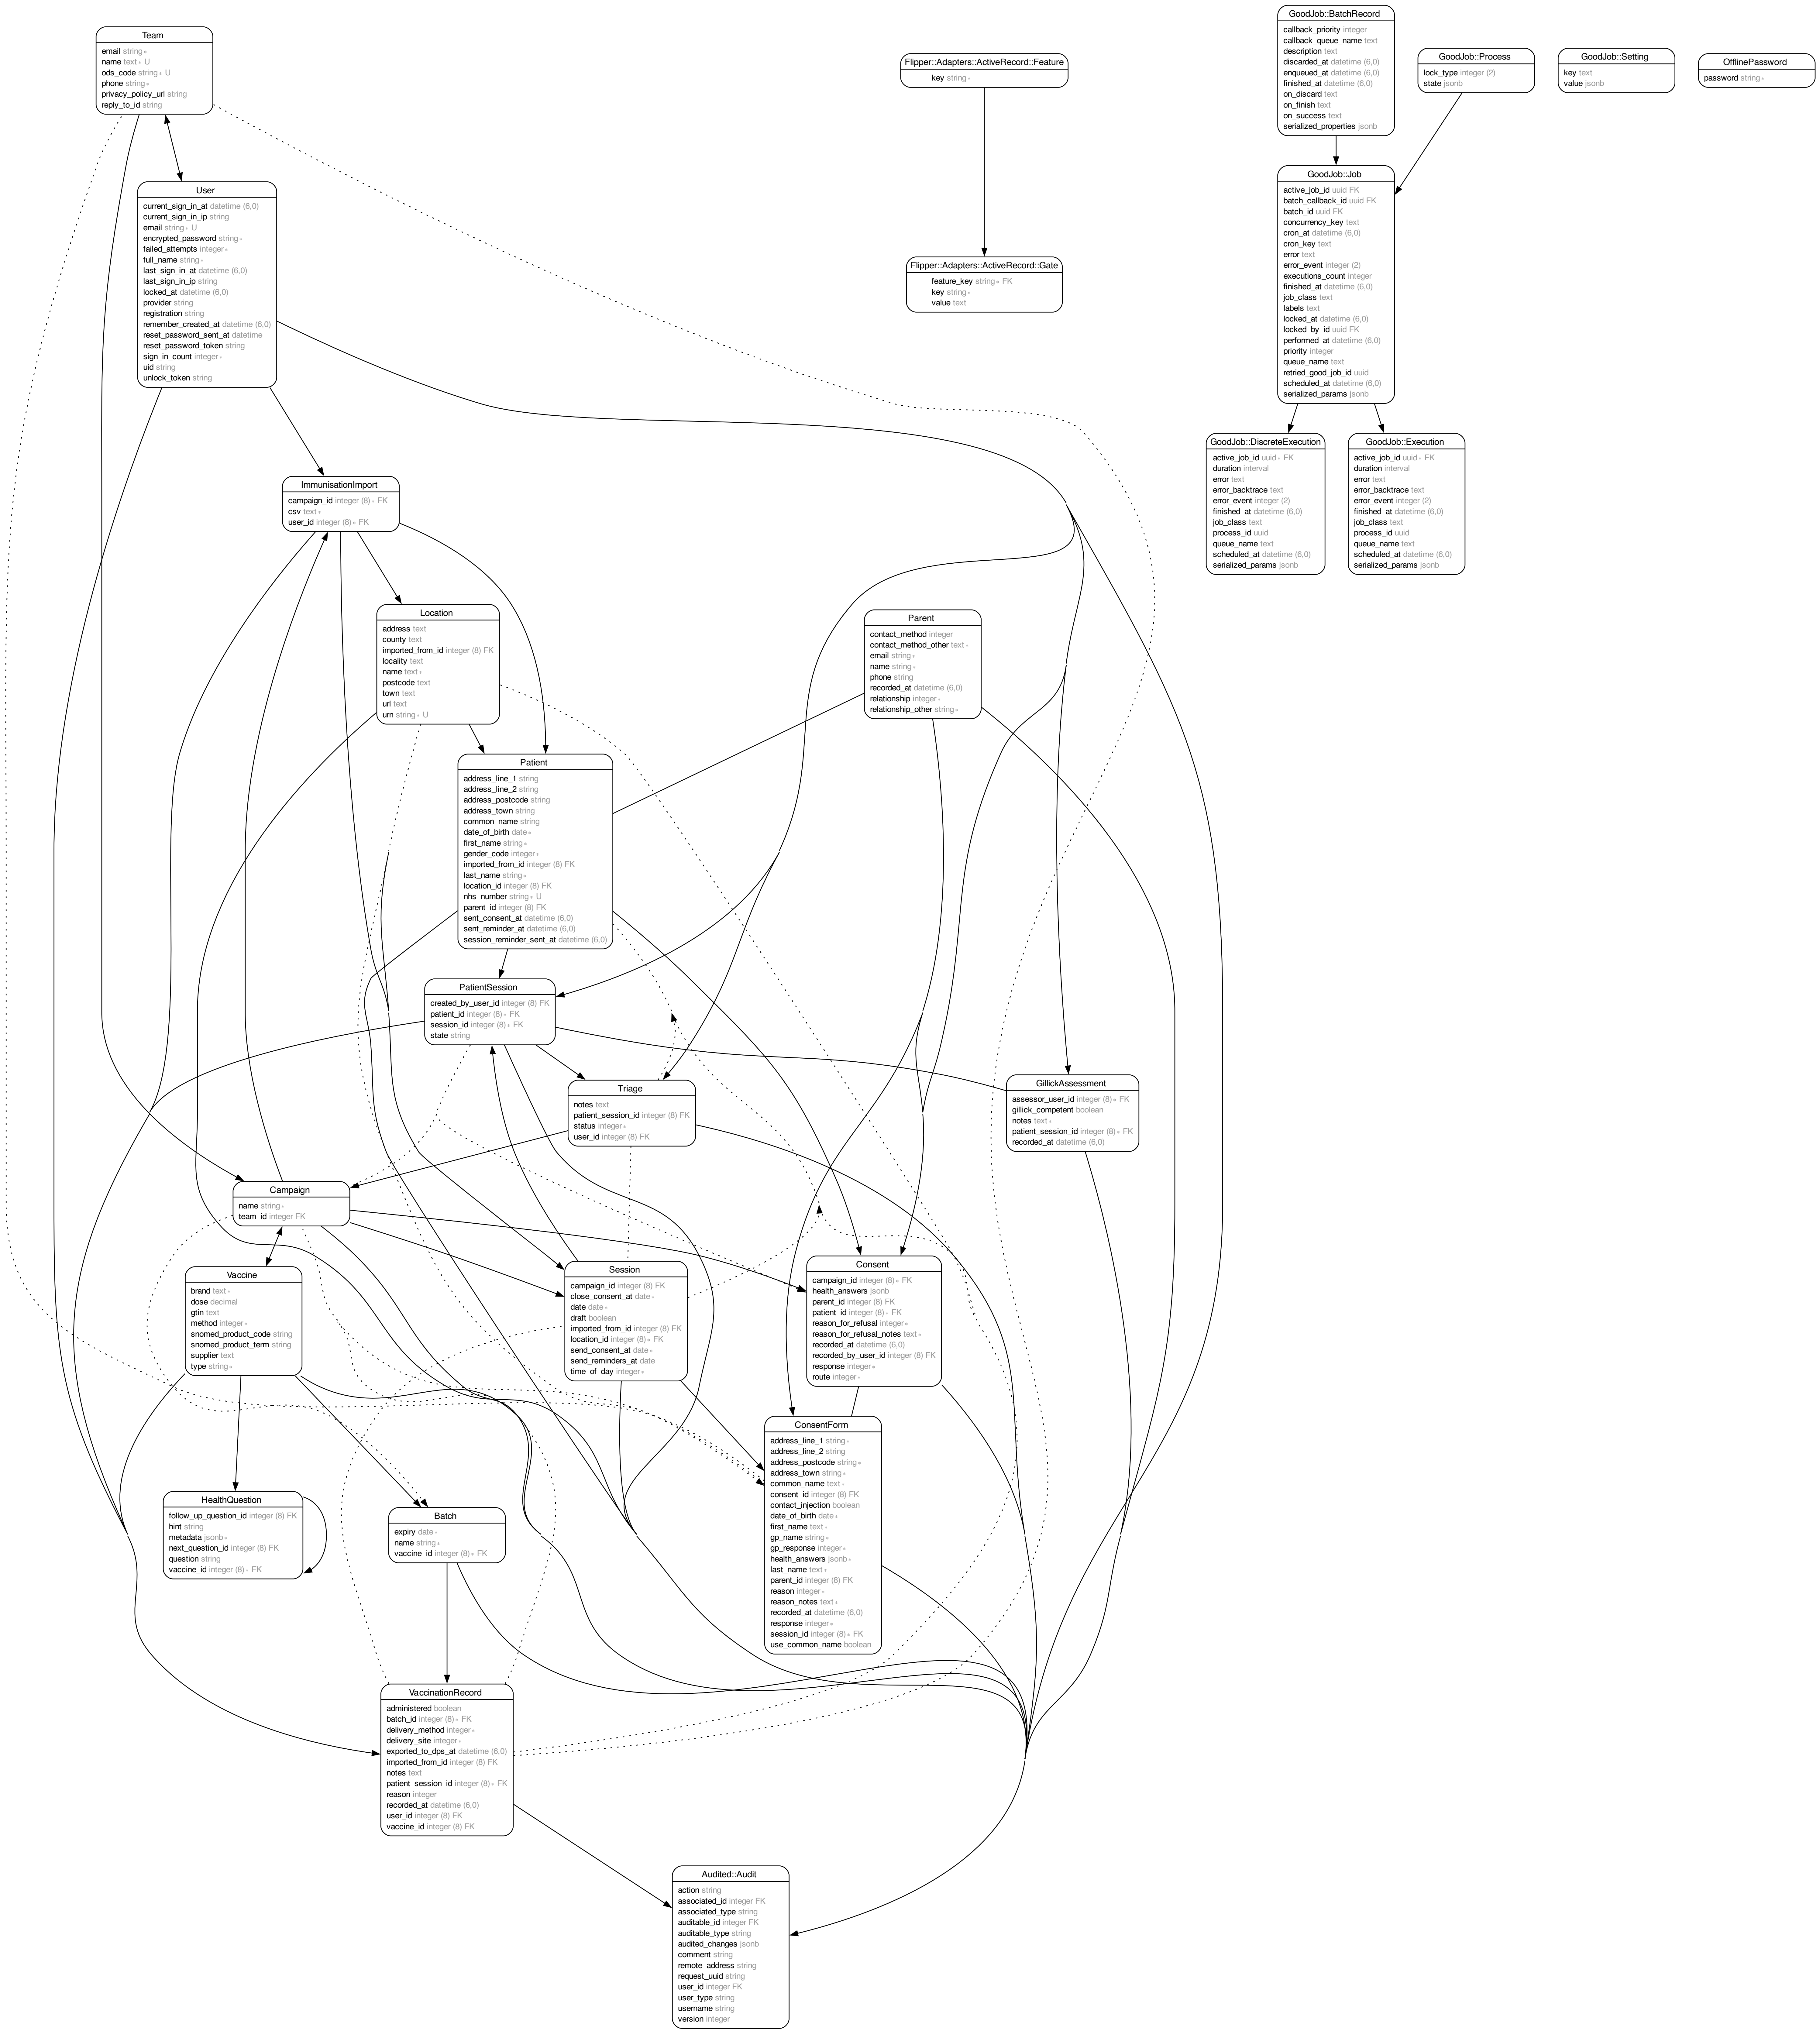 Team
email string ∗
name text ∗ U
ods_code string ∗ U
phone string ∗
privacy_policy_url string
reply_to_id string
User
current_sign_in_at datetime (6,0)
current_sign_in_ip string
email string ∗ U
encrypted_password string ∗
failed_attempts integer ∗
full_name string ∗
last_sign_in_at datetime (6,0)
last_sign_in_ip string
locked_at datetime (6,0)
provider string
registration string
remember_created_at datetime (6,0)
reset_password_sent_at datetime
reset_password_token string
sign_in_count integer ∗
uid string
unlock_token string
ImmunisationImport
campaign_id integer (8) ∗ FK
csv text ∗
user_id integer (8) ∗ FK
Location
address text
county text
imported_from_id integer (8) FK
locality text
name text ∗
postcode text
town text
url text
urn string ∗ U
Parent
contact_method integer
contact_method_other text ∗
email string ∗
name string ∗
phone string
recorded_at datetime (6,0)
relationship integer ∗
relationship_other string ∗
Patient
address_line_1 string
address_line_2 string
address_postcode string
address_town string
common_name string
date_of_birth date ∗
first_name string ∗
gender_code integer ∗
imported_from_id integer (8) FK
last_name string ∗
location_id integer (8) FK
nhs_number string ∗ U
parent_id integer (8) FK
sent_consent_at datetime (6,0)
sent_reminder_at datetime (6,0)
session_reminder_sent_at datetime (6,0)
PatientSession
created_by_user_id integer (8) FK
patient_id integer (8) ∗ FK
session_id integer (8) ∗ FK
state string
Triage
notes text
patient_session_id integer (8) FK
status integer ∗
user_id integer (8) FK
GillickAssessment
assessor_user_id integer (8) ∗ FK
gillick_competent boolean
notes text ∗
patient_session_id integer (8) ∗ FK
recorded_at datetime (6,0)
Campaign
name string ∗
team_id integer FK
Vaccine
brand text ∗
dose decimal
gtin text
method integer ∗
snomed_product_code string
snomed_product_term string
supplier text
type string ∗
Session
campaign_id integer (8) FK
close_consent_at date ∗
date date ∗
draft boolean
imported_from_id integer (8) FK
location_id integer (8) ∗ FK
send_consent_at date ∗
send_reminders_at date
time_of_day integer ∗
Consent
campaign_id integer (8) ∗ FK
health_answers jsonb
parent_id integer (8) FK
patient_id integer (8) ∗ FK
reason_for_refusal integer ∗
reason_for_refusal_notes text ∗
recorded_at datetime (6,0)
recorded_by_user_id integer (8) FK
response integer ∗
route integer ∗
ConsentForm
address_line_1 string ∗
address_line_2 string
address_postcode string ∗
address_town string ∗
common_name text ∗
consent_id integer (8) FK
contact_injection boolean
date_of_birth date ∗
first_name text ∗
gp_name string ∗
gp_response integer ∗
health_answers jsonb ∗
last_name text ∗
parent_id integer (8) FK
reason integer ∗
reason_notes text ∗
recorded_at datetime (6,0)
response integer ∗
session_id integer (8) ∗ FK
use_common_name boolean
HealthQuestion
follow_up_question_id integer (8) FK
hint string
metadata jsonb ∗
next_question_id integer (8) FK
question string
vaccine_id integer (8) ∗ FK
Batch
expiry date ∗
name string ∗
vaccine_id integer (8) ∗ FK
VaccinationRecord
administered boolean
batch_id integer (8) ∗ FK
delivery_method integer ∗
delivery_site integer ∗
exported_to_dps_at datetime (6,0)
imported_from_id integer (8) FK
notes text
patient_session_id integer (8) ∗ FK
reason integer
recorded_at datetime (6,0)
user_id integer (8) FK
vaccine_id integer (8) FK
Audited::Audit
action string
associated_id integer FK
associated_type string
auditable_id integer FK
auditable_type string
audited_changes jsonb
comment string
remote_address string
request_uuid string
user_id integer FK
user_type string
username string
version integer
Flipper::Adapters::ActiveRecord::Feature
key string ∗
Flipper::Adapters::ActiveRecord::Gate
feature_key string ∗ FK
key string ∗
value text
GoodJob::BatchRecord
callback_priority integer
callback_queue_name text
description text
discarded_at datetime (6,0)
enqueued_at datetime (6,0)
finished_at datetime (6,0)
on_discard text
on_finish text
on_success text
serialized_properties jsonb
GoodJob::Process
lock_type integer (2)
state jsonb
GoodJob::Setting
key text
value jsonb
OfflinePassword
password string ∗
GoodJob::Job
active_job_id uuid FK
batch_callback_id uuid FK
batch_id uuid FK
concurrency_key text
cron_at datetime (6,0)
cron_key text
error text
error_event integer (2)
executions_count integer
finished_at datetime (6,0)
job_class text
labels text
locked_at datetime (6,0)
locked_by_id uuid FK
performed_at datetime (6,0)
priority integer
queue_name text
retried_good_job_id uuid
scheduled_at datetime (6,0)
serialized_params jsonb
GoodJob::DiscreteExecution
active_job_id uuid ∗ FK
duration interval
error text
error_backtrace text
error_event integer (2)
finished_at datetime (6,0)
job_class text
process_id uuid
queue_name text
scheduled_at datetime (6,0)
serialized_params jsonb
GoodJob::Execution
active_job_id uuid ∗ FK
duration interval
error text
error_backtrace text
error_event integer (2)
finished_at datetime (6,0)
job_class text
process_id uuid
queue_name text
scheduled_at datetime (6,0)
serialized_params jsonb